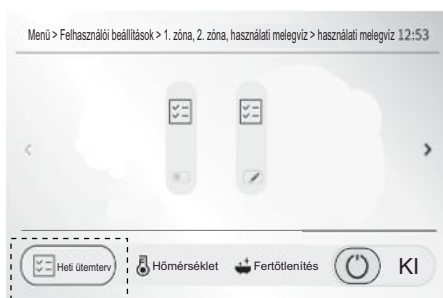 Menü > Felhasználói beállítások > 1. zóna, 2. zóna, használati melegvíz > használati melegvíz 12:53
Heti ütemterv Hőmérséklet Fertőtlenítés KI